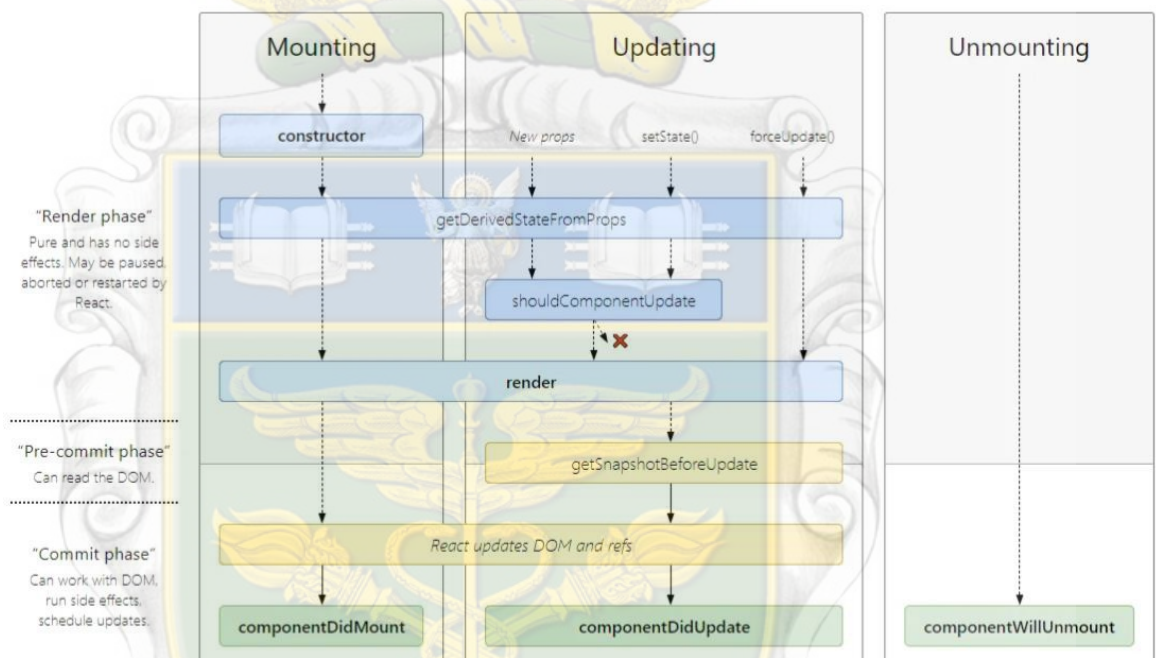 Mounting
Updating
Unmounting
constructor
New props
setState()
forceUpdate()
"Render phase"
Pure and has no side
effects. May be paused,
aborted or restarted by
React.
getDerivedStateFromProps
shouldComponentUpdate
render
"Pre-commit phase"
Can read the DOM.
getSnapshotBeforeUpdate
"Commit phase"
Can work with DOM,
run side effects,
schedule updates.
React updates DOM and refs
componentDidMount
componentDidUpdate
componentWillUnmount